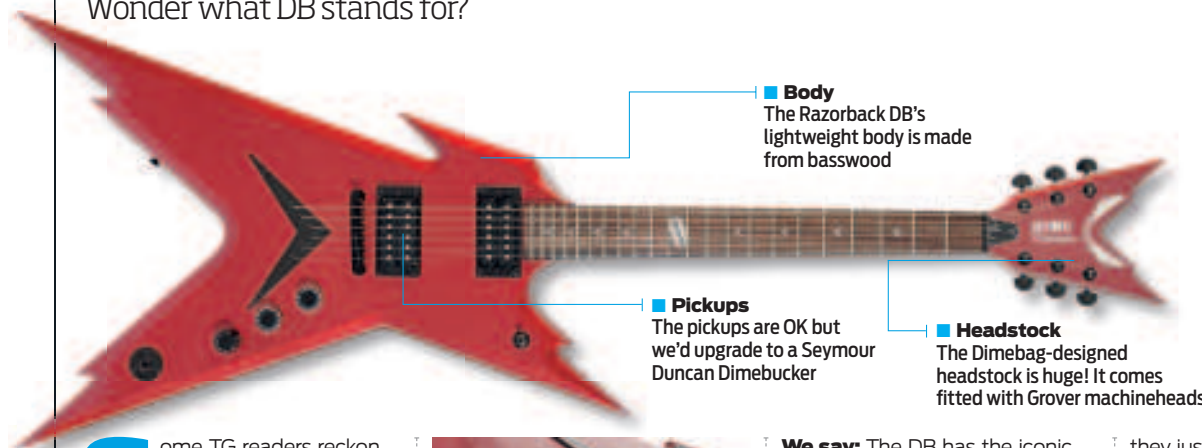 Wonder what DB stands for?
Body
The Razorback DB's
lightweight body is made
from basswood
Pickups
The pickups are OK but
we'd upgrade to a Seymour
Duncan Dimebucker
Headstock
The Dimebag-designed
headstock is huge! It comes
fitted with Grover machineheads
Some TG readers reckon
We say: The DB has the iconic
they jus